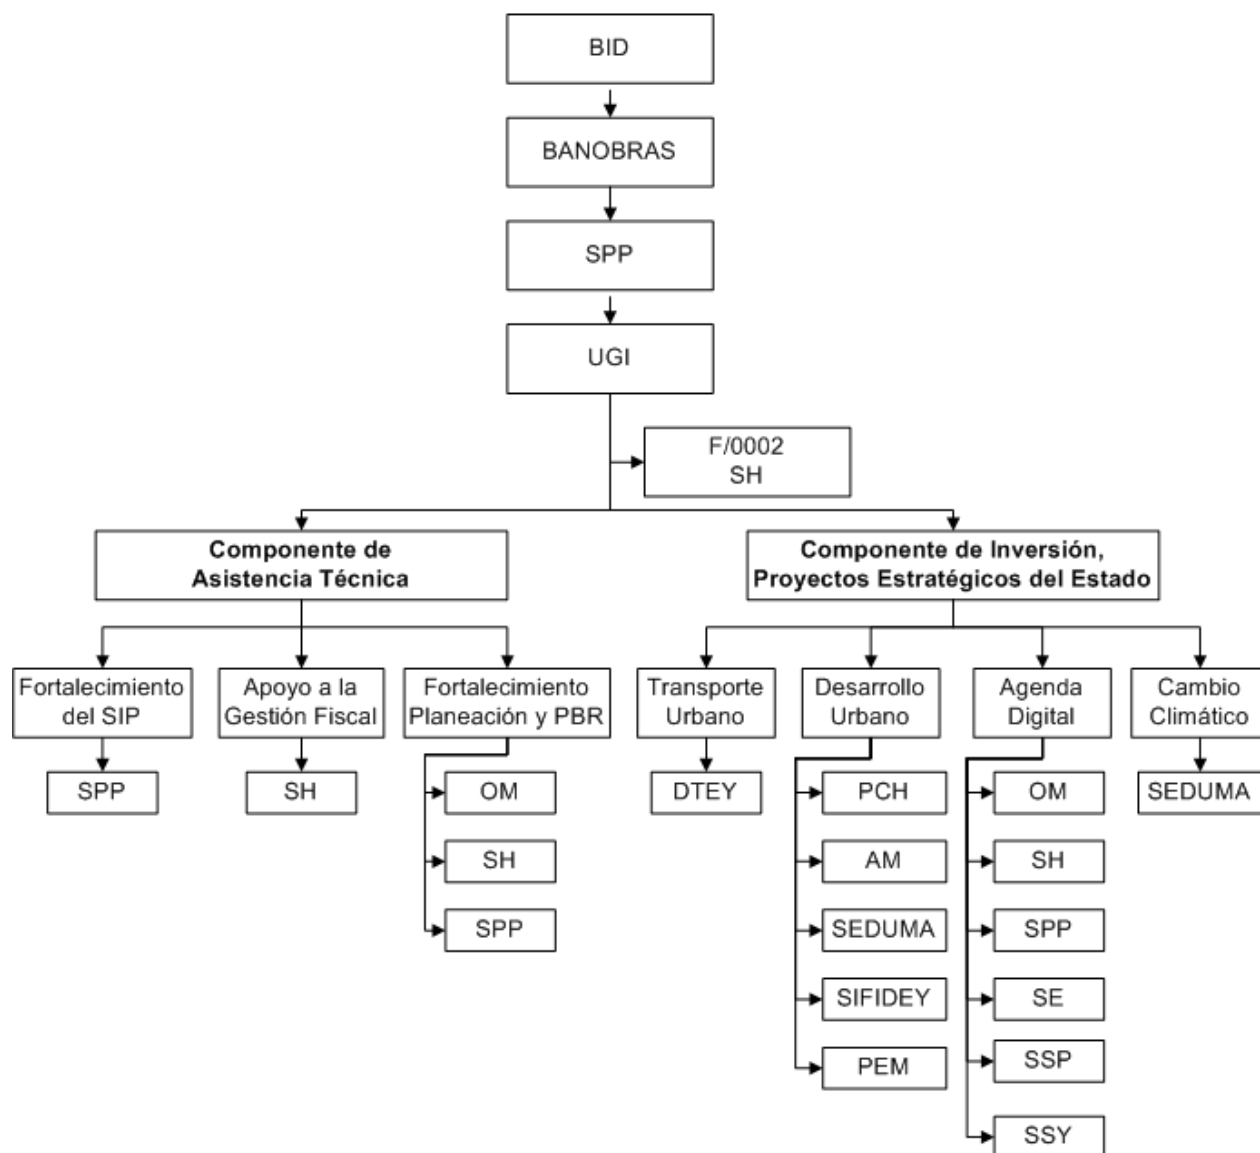 BID
BANOBRAS
SPP
UGI
F/0002
SH
Componente de
Asistencia Técnica
Componente de Inversión,
Proyectos Estratégicos del Estado
Fortalecimiento
del SIP
Apoyo a la
Gestión Fiscal
Fortalecimiento
Planeación y PBR
Transporte
Urbano
Desarrollo
Urbano
Agenda
Digital
Cambio
Climático
SPP
SH
OM
SH
SPP
DTEY
PCH
AM
SEDUMA
SIFIDEY
PEM
OM
SH
SPP
SE
SSP
SSY
SEDUMA